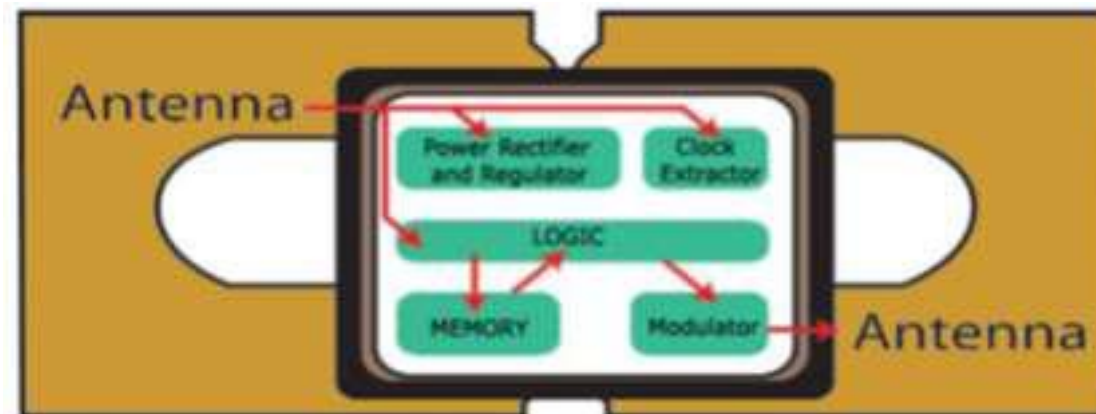 Antenna
Power Rectifier
and Regulator
Clock
Extractor
LOGIC
MEMORY
Modulator
Antenna